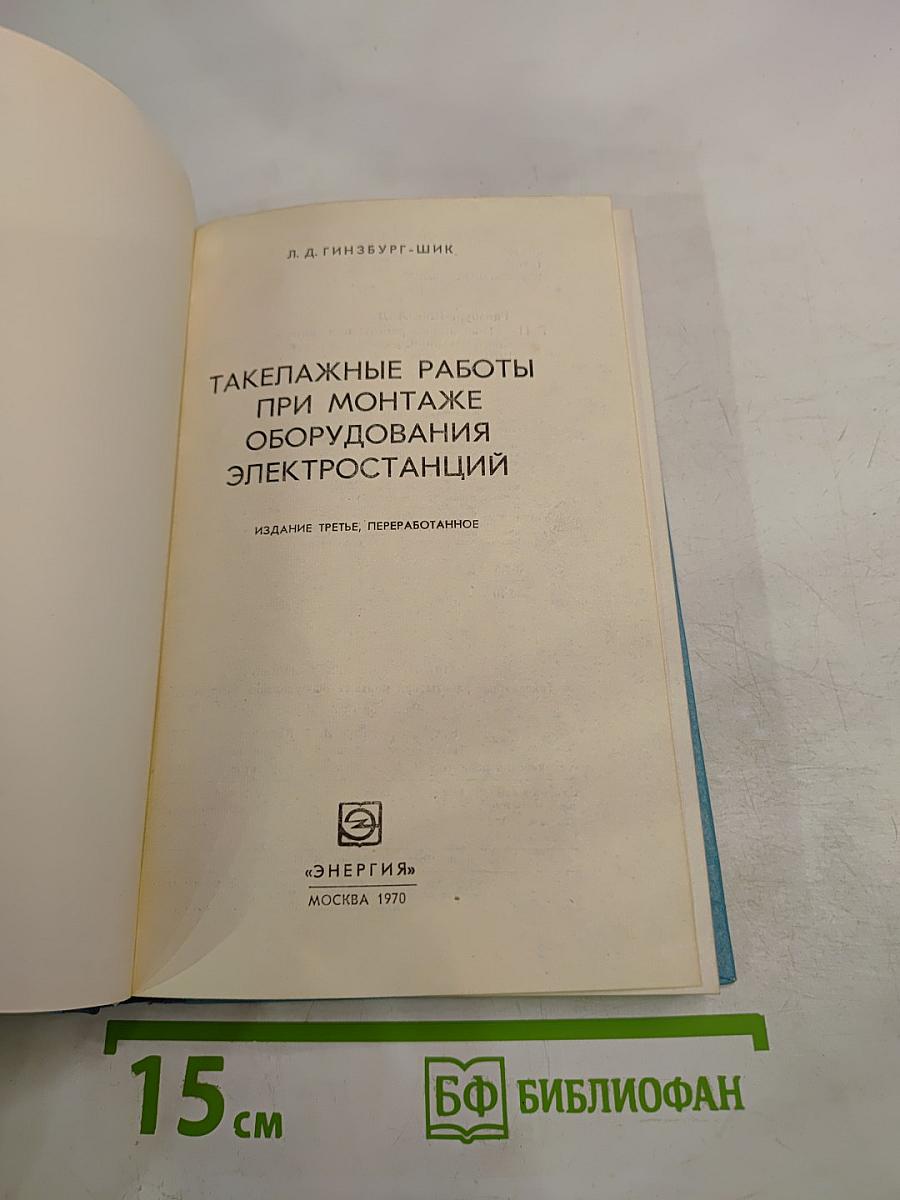 Л. Д. ГИНЗБУРГ-ШИК
ТАКЕЛАЖНЫЕ РАБОТЫ
ПРИ МОНТАЖЕ
ОБОРУДОВАНИЯ
ЭЛЕКТРОСТАНЦИЙ
ИЗДАНИЕ ТРЕТЬЕ, ПЕРЕРАБОТАННОЕ
«ЭНЕРГИЯ»
МОСКВА 1970
15 см
БФ БИБЛИОФАН